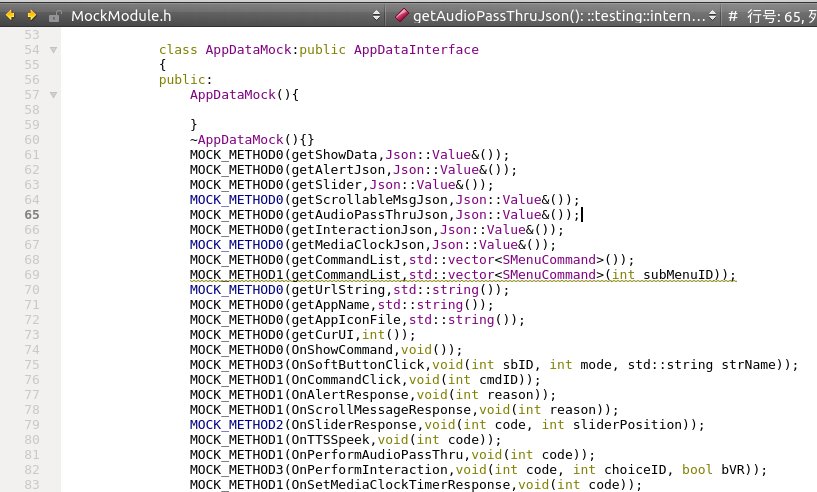 MockModule.h getAudioPassThruJson(): ::testing::intern... # 行号: 65, 列
53
54 class AppDataMock:public AppDataInterface
55 {
56 public:
57 AppDataMock(){
58
59 }
60 ~AppDataMock(){}
61 MOCK_METHOD0(getShowData,Json::Value&());
62 MOCK_METHOD0(getAlertJson,Json::Value&());
63 MOCK_METHOD0(getSlider,Json::Value&());
64 MOCK_METHOD0(getScrollableMsgJson,Json::Value&());
65 MOCK_METHOD0(getAudioPassThruJson,Json::Value&());
66 MOCK_METHOD0(getInteractionJson,Json::Value&());
67 MOCK_METHOD0(getMediaClockJson,Json::Value&());
68 MOCK_METHOD0(getCommandList,std::vector<SMenuCommand>());
69 MOCK_METHOD1(getCommandList,std::vector<SMenuCommand>(int subMenuID));
70 MOCK_METHOD0(getUrlString,std::string());
71 MOCK_METHOD0(getAppName,std::string());
72 MOCK_METHOD0(getAppIconFile,std::string());
73 MOCK_METHOD0(getCurUI,int());
74 MOCK_METHOD0(OnShowCommand,void());
75 MOCK_METHOD3(OnSoftButtonClick,void(int sbID, int mode, std::string strName));
76 MOCK_METHOD1(OnCommandClick,void(int cmdID));
77 MOCK_METHOD1(OnAlertResponse,void(int reason));
78 MOCK_METHOD1(OnScrollMessageResponse,void(int reason));
79 MOCK_METHOD2(OnSliderResponse,void(int code, int sliderPosition));
80 MOCK_METHOD1(OnTTSSpeek,void(int code));
81 MOCK_METHOD1(OnPerformAudioPassThru,void(int code));
82 MOCK_METHOD3(OnPerformInteraction,void(int code, int choiceID, bool bVR));
83 MOCK_METHOD1(OnSetMediaClockTimerResponse,void(int code));